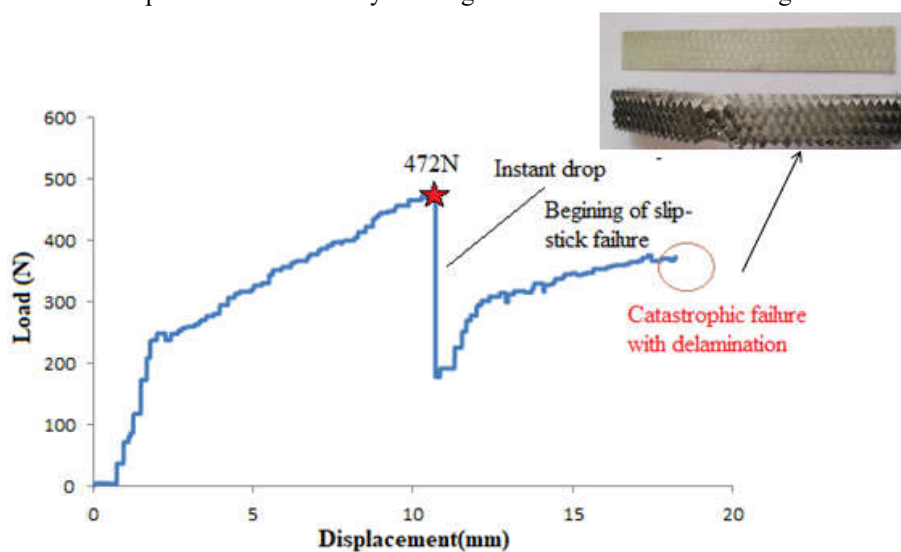 600
500
400
300
200
100
0
Load (N)
472N
Instant drop
Begining of slip-
stick failure
Catastrophic failure
with delamination
0 5 10 15 20
Displacement(mm)